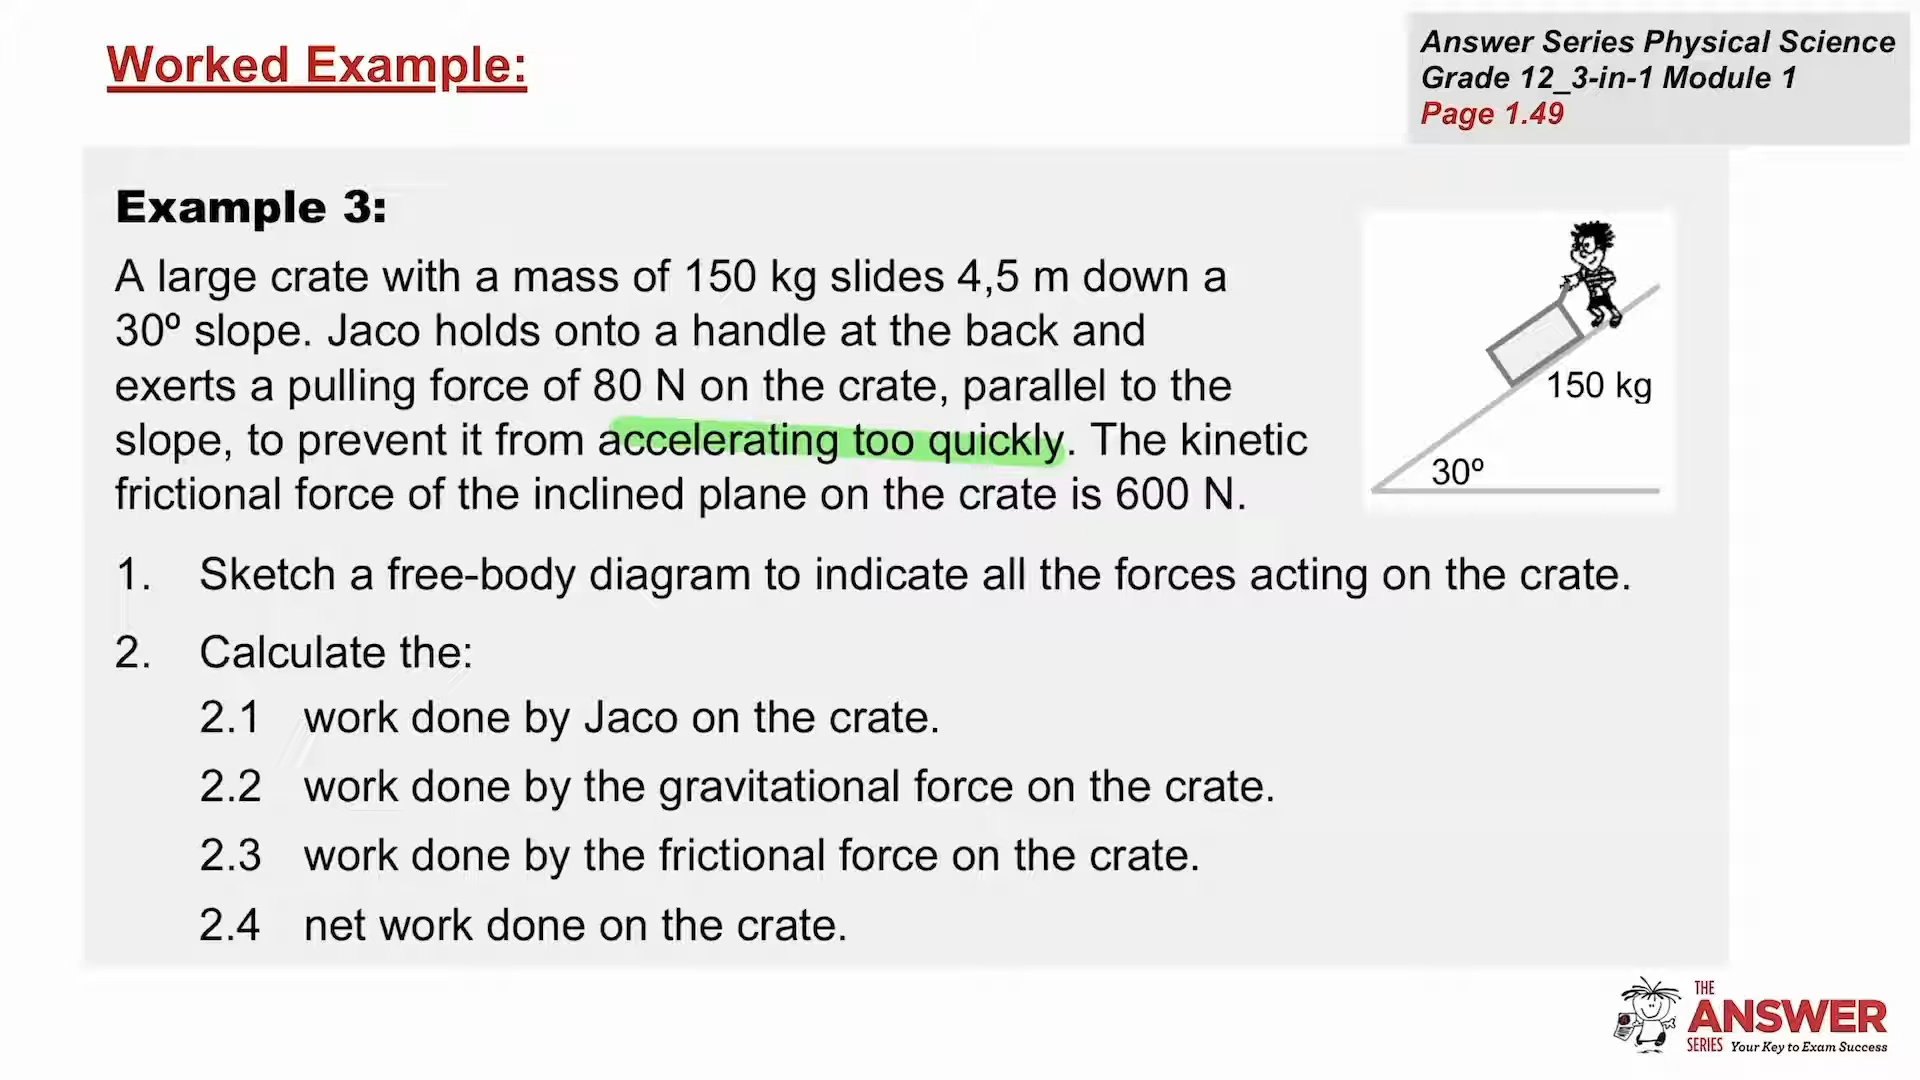 Worked Example:
Answer Series Physical Science
Grade 12_3-in-1 Module 1
Page 1.49
Example 3:
A large crate with a mass of 150 kg slides 4,5 m down a
30º slope. Jaco holds onto a handle at the back and
exerts a pulling force of 80 N on the crate, parallel to the
slope, to prevent it from accelerating too quickly. The kinetic
frictional force of the inclined plane on the crate is 600 N.
150 kg
30º
1. Sketch a free-body diagram to indicate all the forces acting on the crate.
2. Calculate the:
2.1 work done by Jaco on the crate.
2.2 work done by the gravitational force on the crate.
2.3 work done by the frictional force on the crate.
2.4 net work done on the crate.
THE
ANSWER
SERIES Your Key to Exam Success